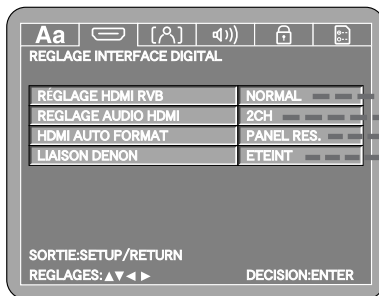 Aa
REGLAGE INTERFACE DIGITAL
RÉGLAGE HDMI RVB NORMAL
REGLAGE AUDIO HDMI 2CH
HDMI AUTO FORMAT PANEL RES.
LIAISON DENON ETEINT
SORTIE:SETUP/RETURN
REGLAGES:▲▼◄ ► DECISION:ENTER